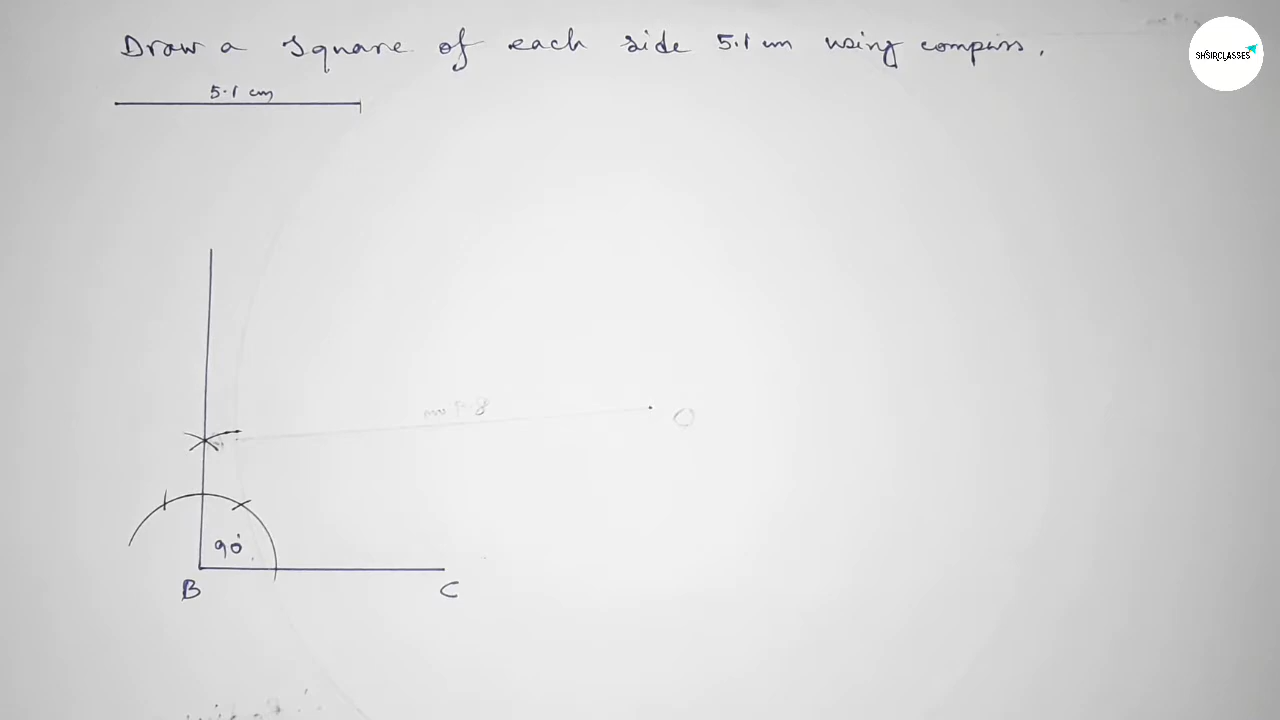 Draw a square of each side 5.1 cm using compass.
SHSIRCLASSES
5.1 cm
O
90°
B
C